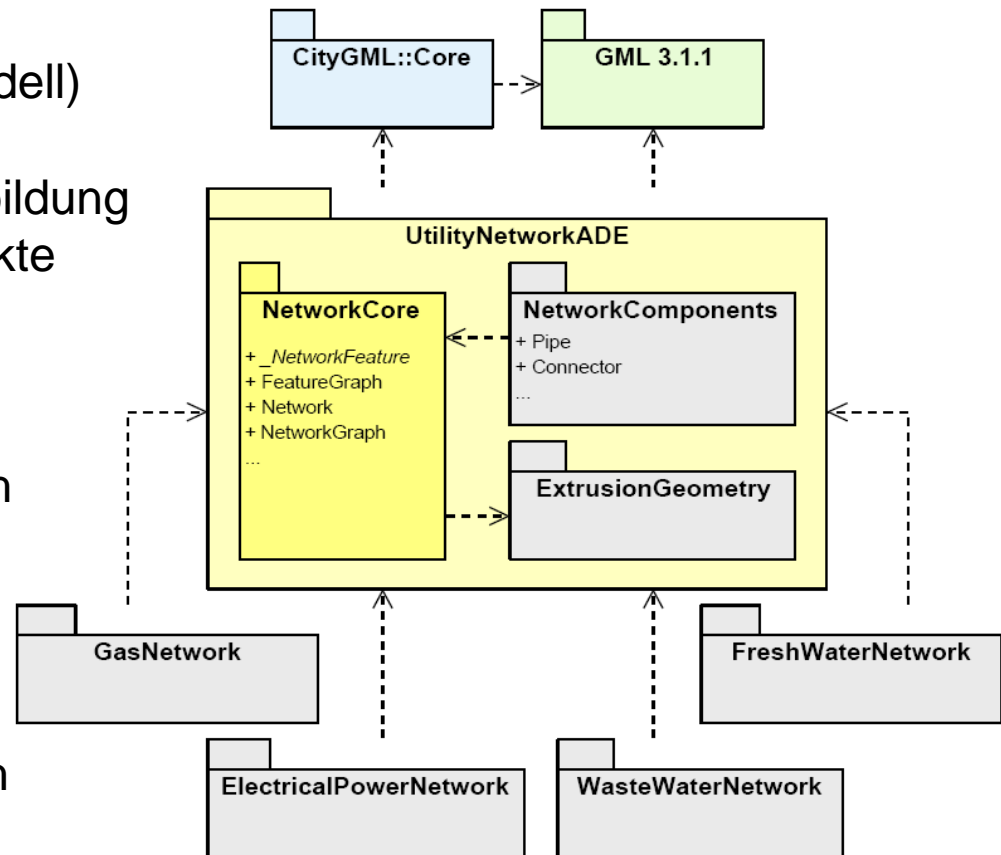 CityGML::Core
GML 3.1.1
dell)
bildung
kte
UtilityNetworkADE
NetworkCore
+ _NetworkFeature
+ FeatureGraph
+ Network
+ NetworkGraph
...
NetworkComponents
+ Pipe
+ Connector
...
ExtrusionGeometry
n
GasNetwork
FreshWaterNetwork
n
ElectricalPowerNetwork
WasteWaterNetwork